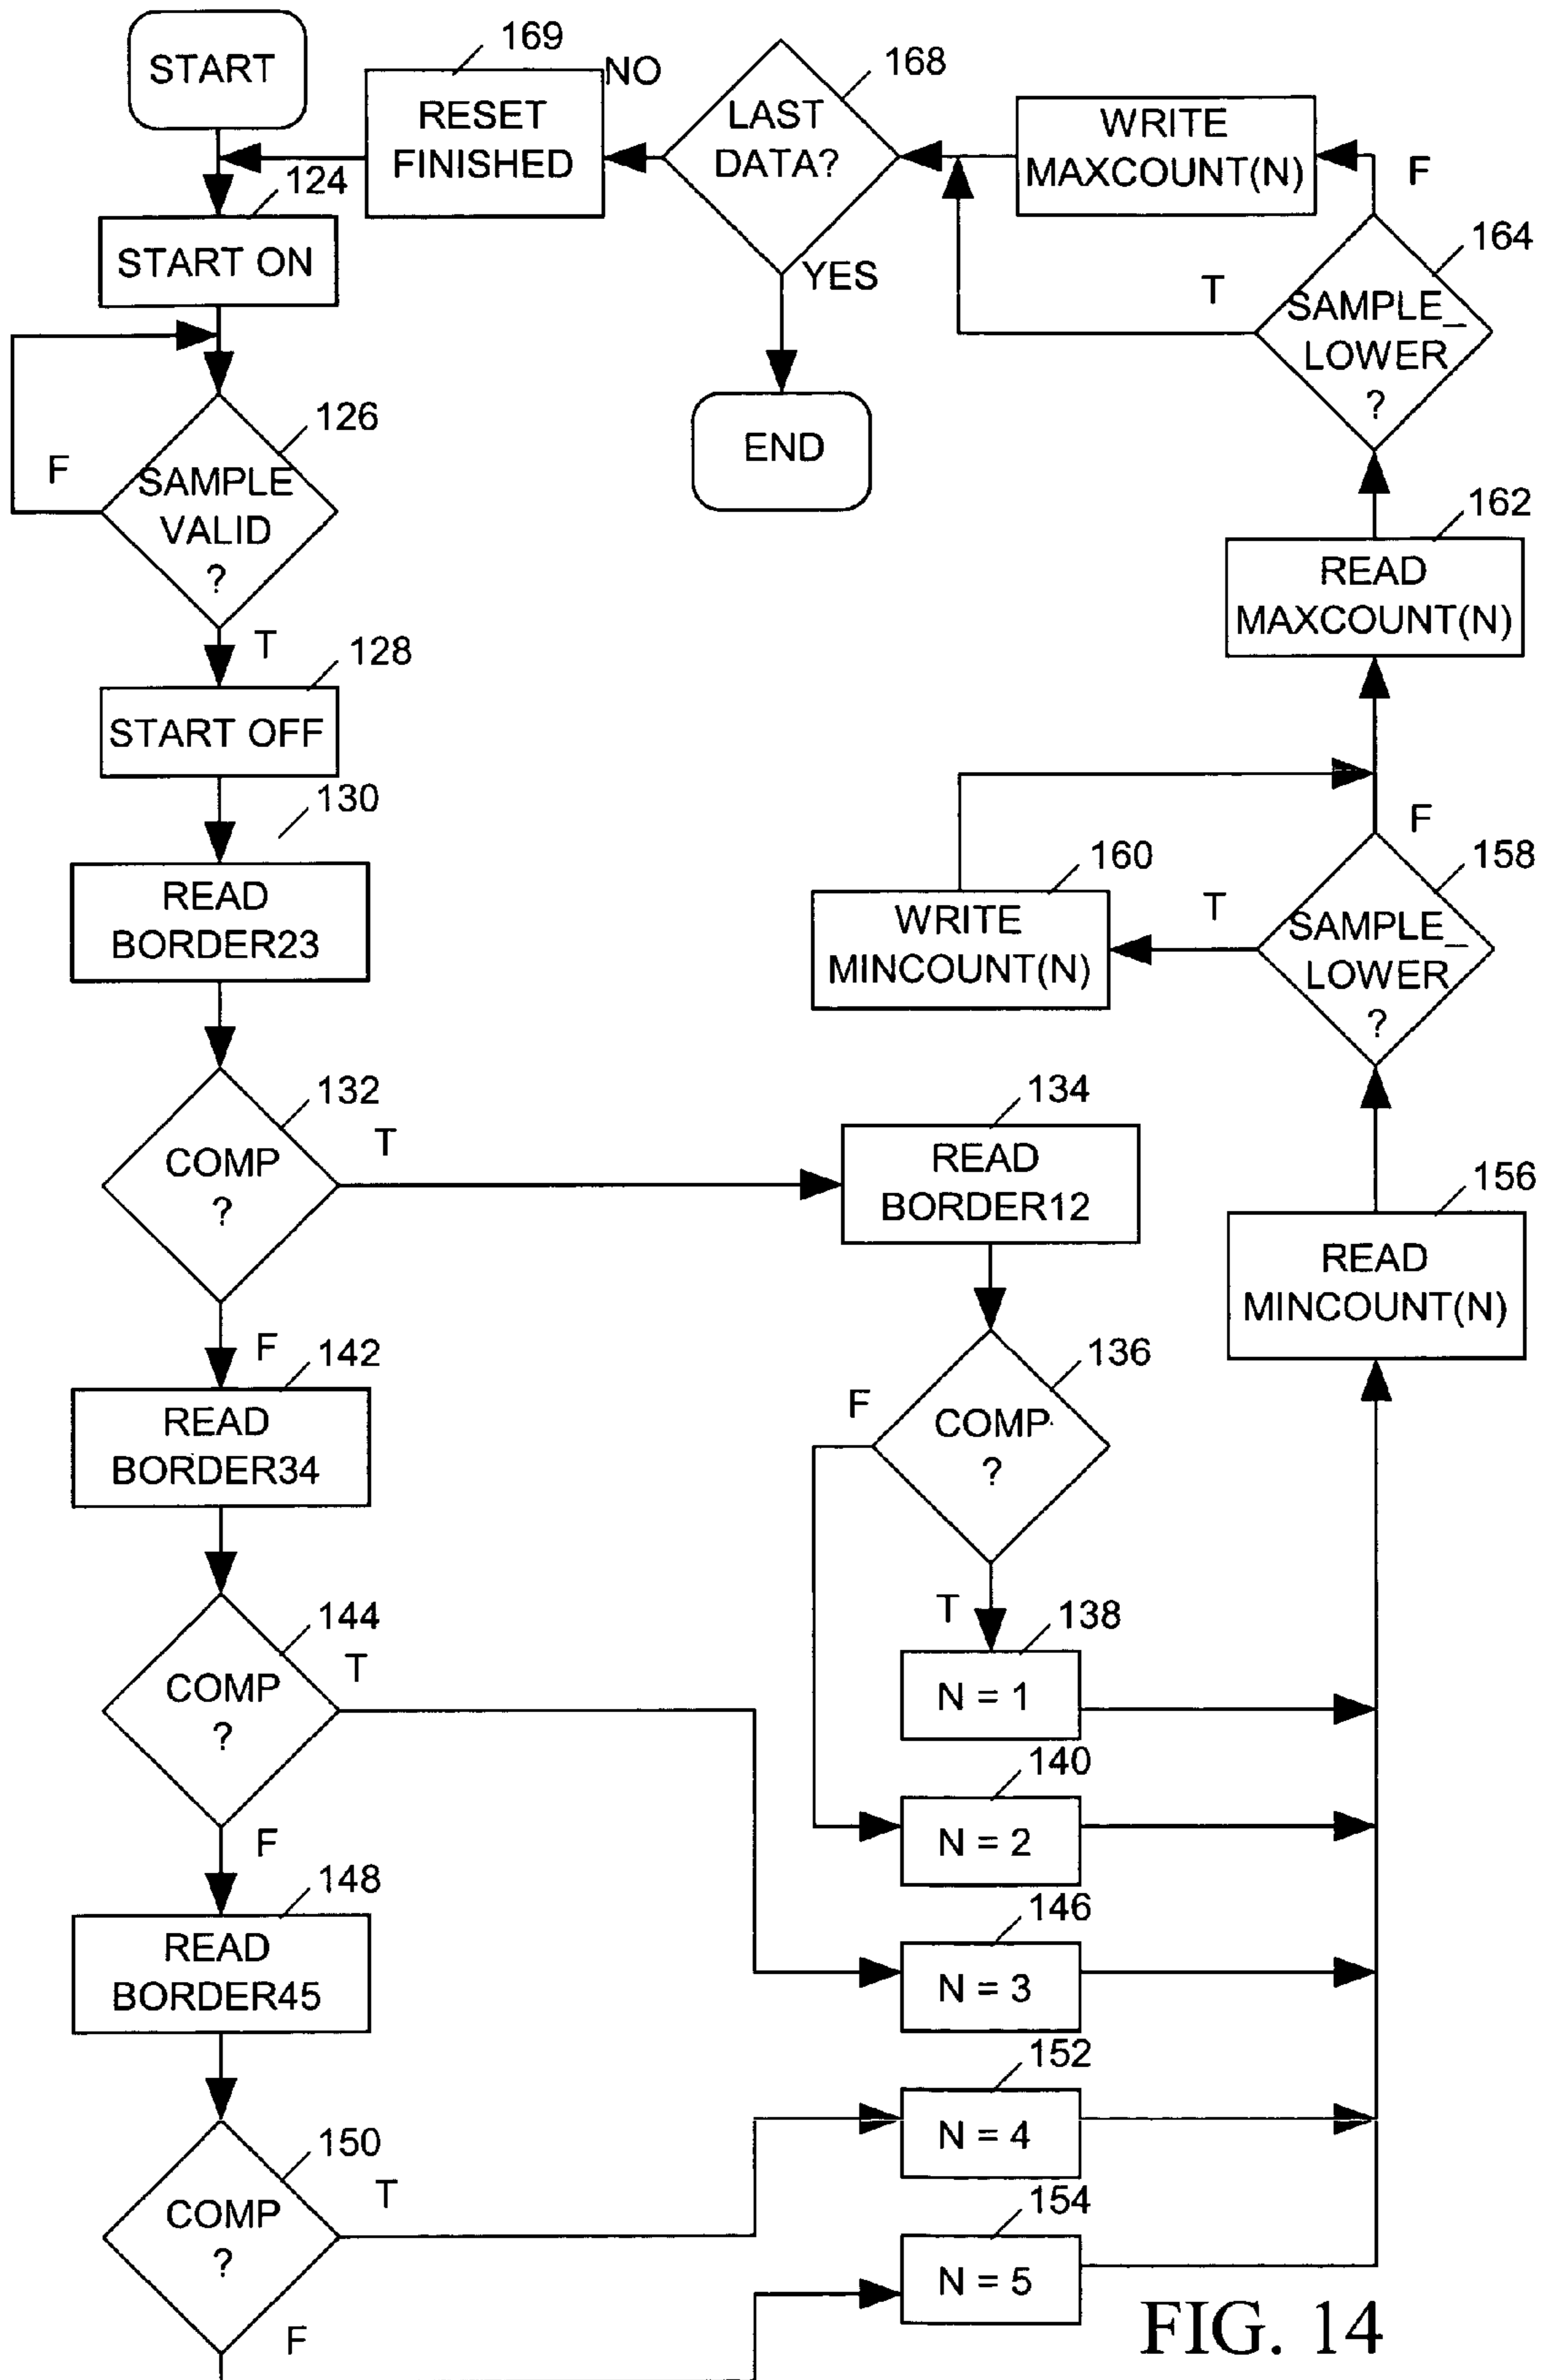 START
169
RESET
FINISHED
NO
LAST
DATA?
168
YES
END
WRITE
MAXCOUNT(N)
F
164
T
SAMPLE_
LOWER
?
124
START ON
126
F
SAMPLE
VALID
?
T
128
START OFF
130
READ
BORDER23
162
READ
MAXCOUNT(N)
F
158
160
WRITE
MINCOUNT(N)
T
SAMPLE_
LOWER
?
132
COMP
?
T
134
READ
BORDER12
156
READ
MINCOUNT(N)
F
142
READ
BORDER34
136
F
COMP
?
T
138
N = 1
144
COMP
?
T
140
N = 2
F
148
READ
BORDER45
146
N = 3
152
N = 4
150
COMP
?
T
154
N = 5
F
FIG. 14